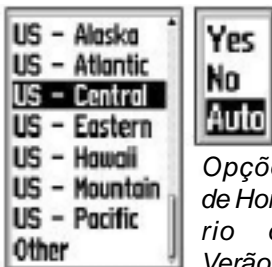 US - Alaska
US - Atlantic
US - Central
US - Eastern
US - Hawaii
US - Mountain
US - Pacific
Other
Yes
No
Auto
de Hor
rio
Verão